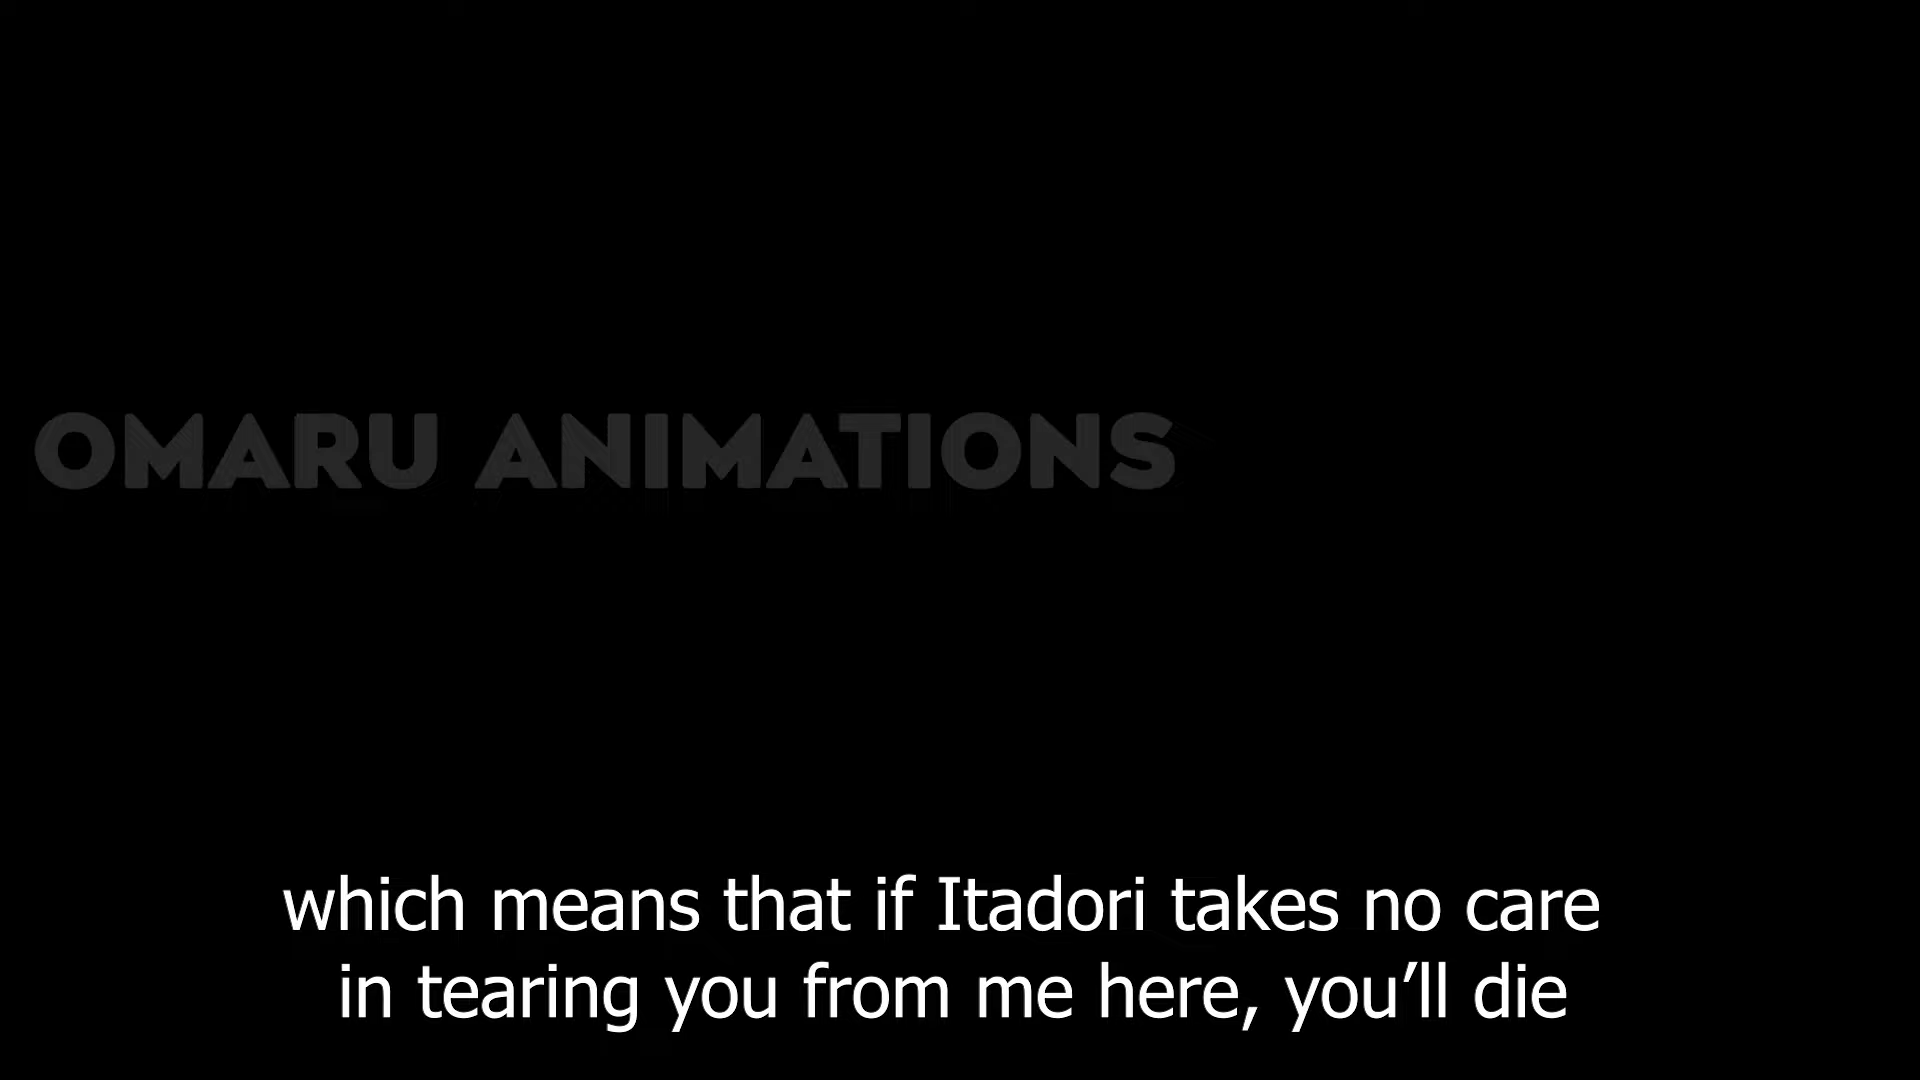 OMARU ANIMATIONS
which means that if Itadori takes no care
in tearing you from me here, you’ll die